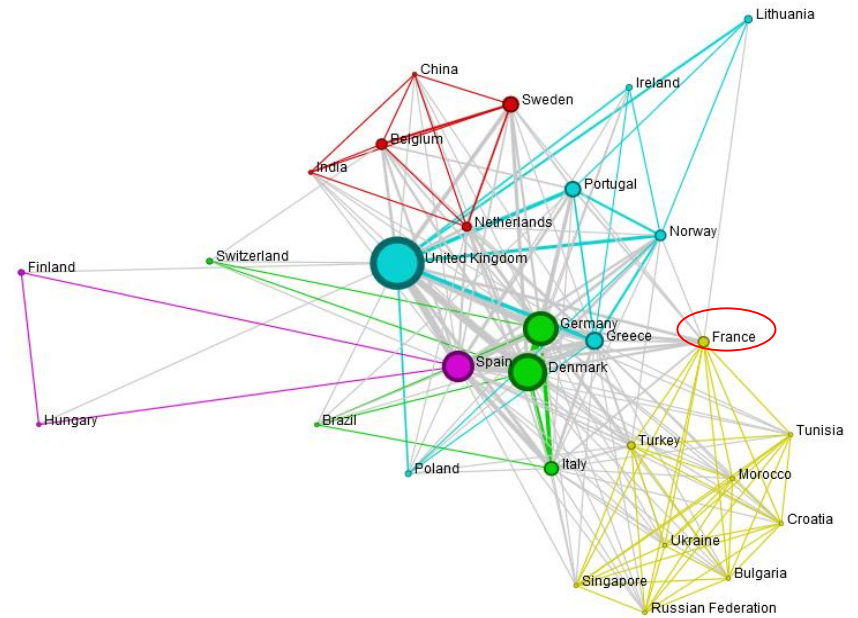 Lithuania
China
Ireland
Sweden
Belgium
India
Portugal
Netherlands
Norway
Switzerland
United Kingdom
Finland
Germany
Greece
France
Spain
Denmark
Hungary
Brazil
Tunisia
Turkey
Poland
Italy
Morocco
Croatia
Ukraine
Singapore
Bulgaria
Russian Federation